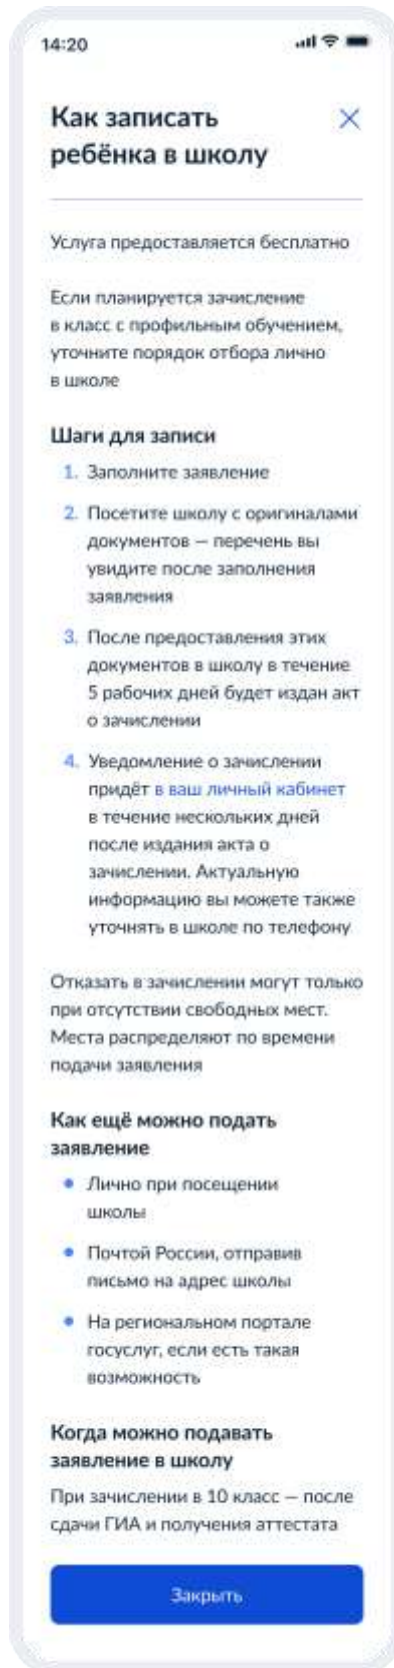 14:20
Как записать
ребёнка в школу
Услуга предоставляется бесплатно
Если планируется зачисление
в класс с профильным обучением,
уточните порядок отбора лично
в школе
Шаги для записи
1. Заполните заявление
2. Посетите школу с оригиналами
документов — перечень вы
увидите после заполнения
заявления
3. После предоставления этих
документов в школу в течение
5 рабочих дней будет издан акт
о зачислении
4. Уведомление о зачислении
придёт в ваш личный кабинет
в течение нескольких дней
после издания акта о
зачислении. Актуальную
информацию вы можете также
уточнять в школе по телефону
Отказать в зачислении могут только
при отсутствии свободных мест.
Места распределяют по времени
подачи заявления
Как ещё можно подать
заявление
• Лично при посещении
школы
• Почтой России, отправив
письмо на адрес школы
• На региональном портале
госуслуг, если есть такая
возможность
Когда можно подавать
заявление в школу
При зачислении в 10 класс — после
сдачи ГИА и получения аттестата
Закрыть